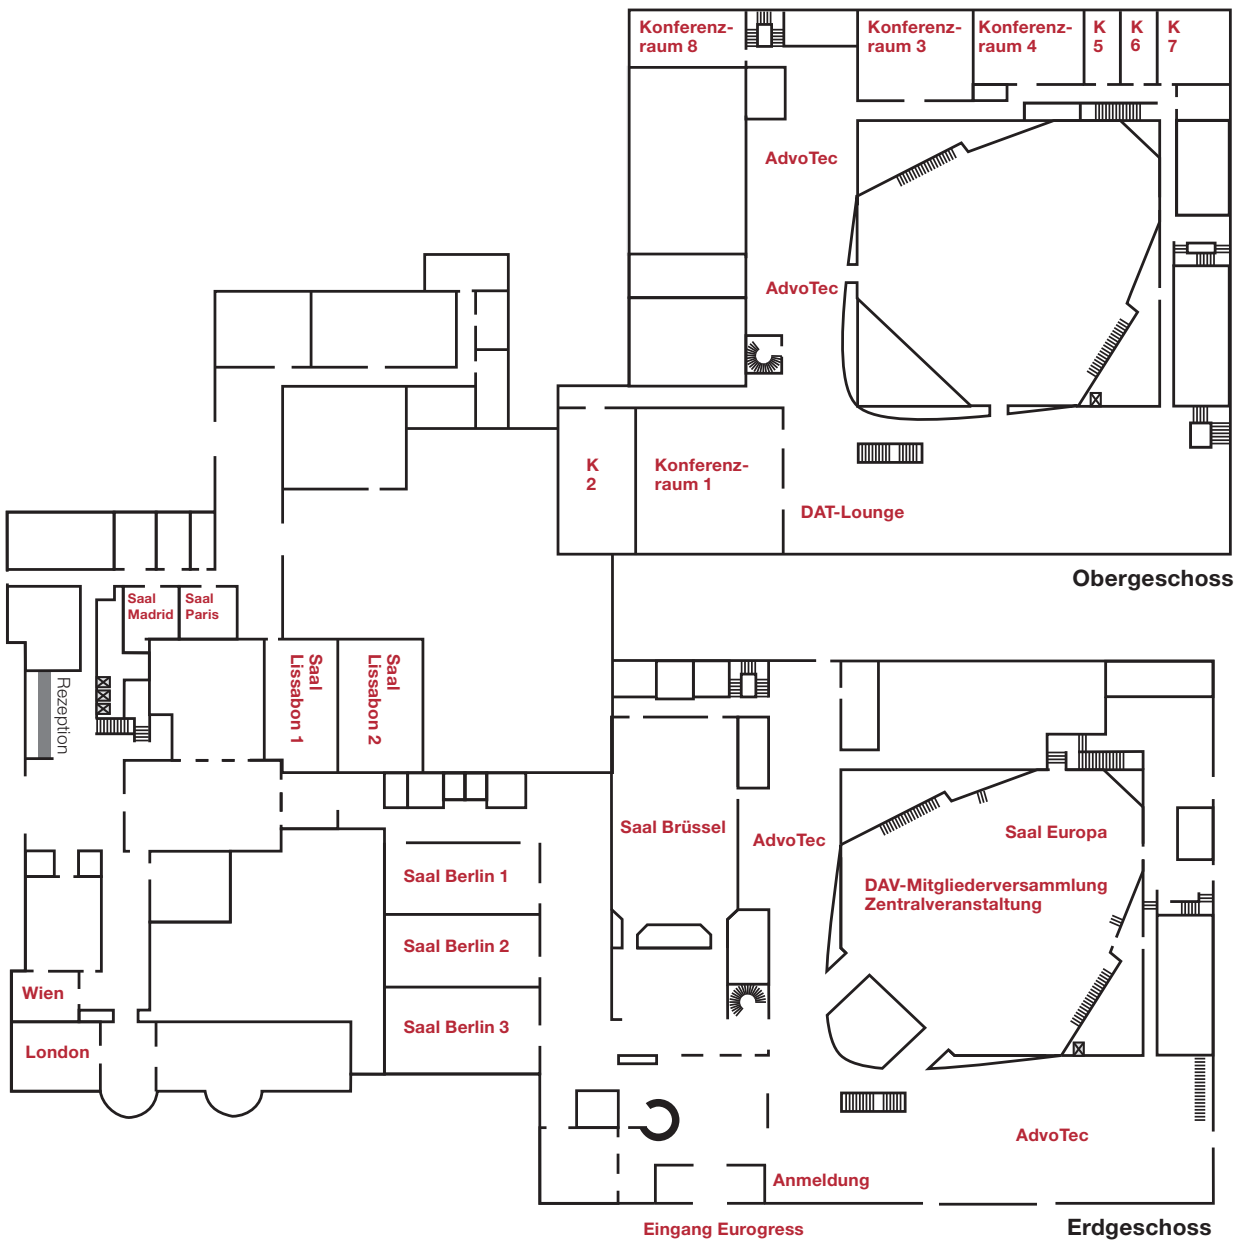 Konferenz-
raum 8
Konferenz-
raum 3
Konferenz-
raum 4
K
5
K
6
K
7
AdvoTec
AdvoTec
K
2
Konferenz-
raum 1
DAT-Lounge
Obergeschoss
Saal
Madrid
Saal
Paris
Saal
Lissabon 1
Saal
Lissabon 2
Rezeption
Saal Brüssel
AdvoTec
Saal Europa
DAV-Mitgliederversammlung
Zentralveranstaltung
Saal Berlin 1
Saal Berlin 2
Saal Berlin 3
Wien
London
AdvoTec
Anmeldung
Eingang Eurogress
Erdgeschoss